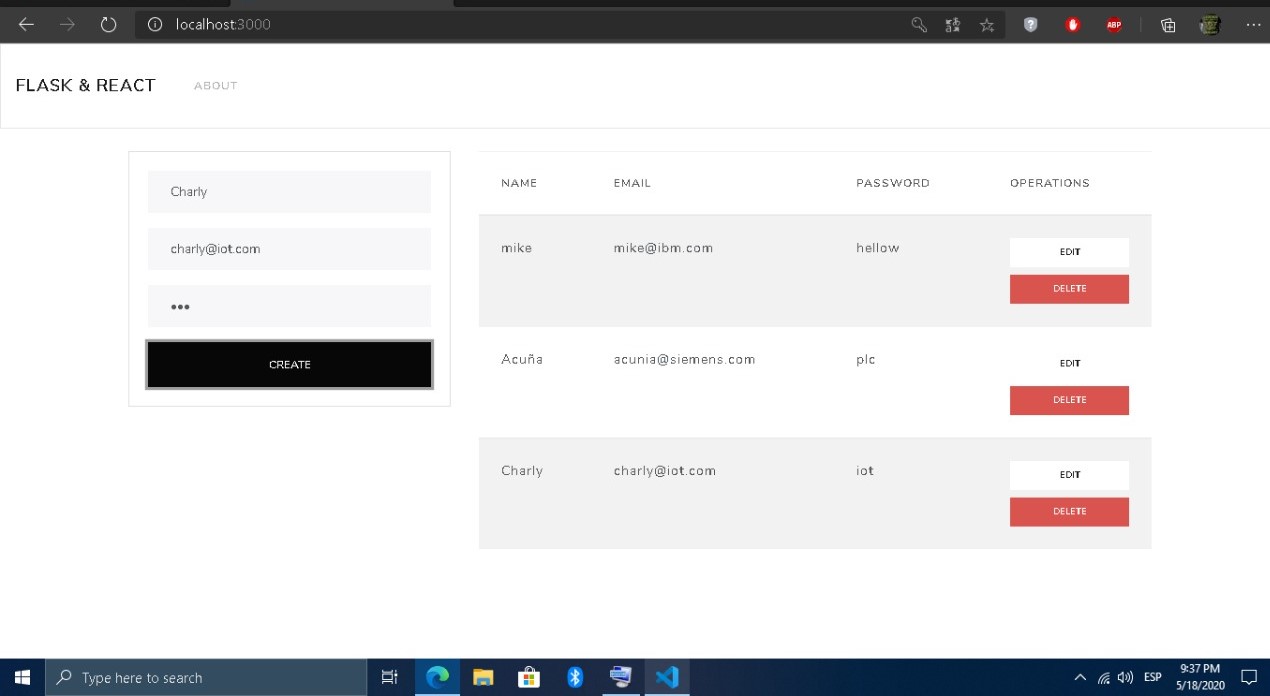 localhost:3000
ABP
FLASK & REACT ABOUT
Charly
charly@iot.com
•••
CREATE
NAME EMAIL PASSWORD OPERATIONS
mike mike@ibm.com hellow EDIT
DELETE
Acuña acunia@siemens.com plc EDIT
DELETE
Charly charly@iot.com iot EDIT
DELETE
Type here to search
ESP
9:37 PM
5/18/2020